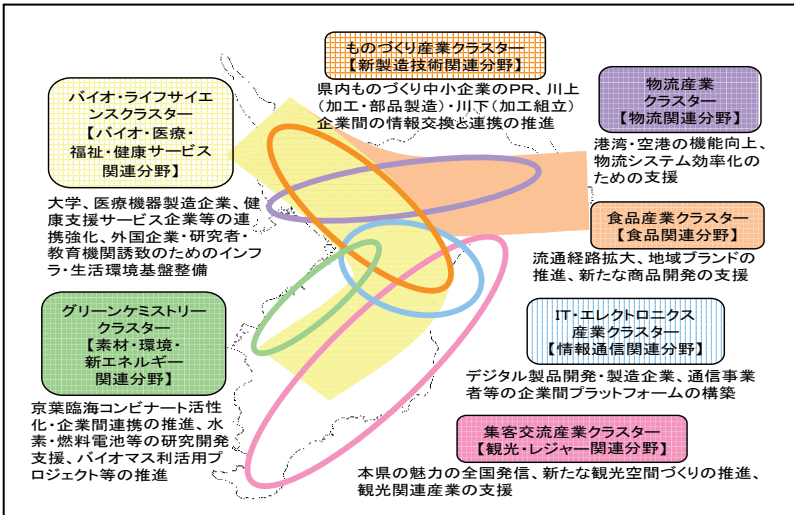 ものづくり産業クラスター
【新製造技術関連分野】
県内ものづくり中小企業のPR、川上
(加工・部品製造)・川下(加工組立)
企業間の情報交換と連携の推進
バイオ・ライフサイエ
ンスクラスター
【バイオ・医療・
福祉・健康サービス
関連分野】
大学、医療機器製造企業、健
康支援サービス企業等の連
携強化、外国企業・研究者・
教育機関誘致のためのインフ
ラ・生活環境基盤整備
物流産業
クラスター
【物流関連分野】
港湾・空港の機能向上、
物流システム効率化の
ための支援
食品産業クラスター
【食品関連分野】
流通経路拡大、地域ブランドの
推進、新たな商品開発の支援
グリーンケミストリー
クラスター
【素材・環境・
新エネルギー
関連分野】
京葉臨海コンビナート活性
化・企業間連携の推進、水
素・燃料電池等の研究開発
支援、バイオマス利活用プ
ロジェクト等の推進
IT・エレクトロニクス
産業クラスター
【情報通信関連分野】
デジタル製品開発・製造企業、通信事業
者等の企業間プラットフォームの構築
集客交流産業クラスター
【観光・レジャー関連分野】
本県の魅力の全国発信、新たな観光空間づくりの推進、
観光関連産業の支援